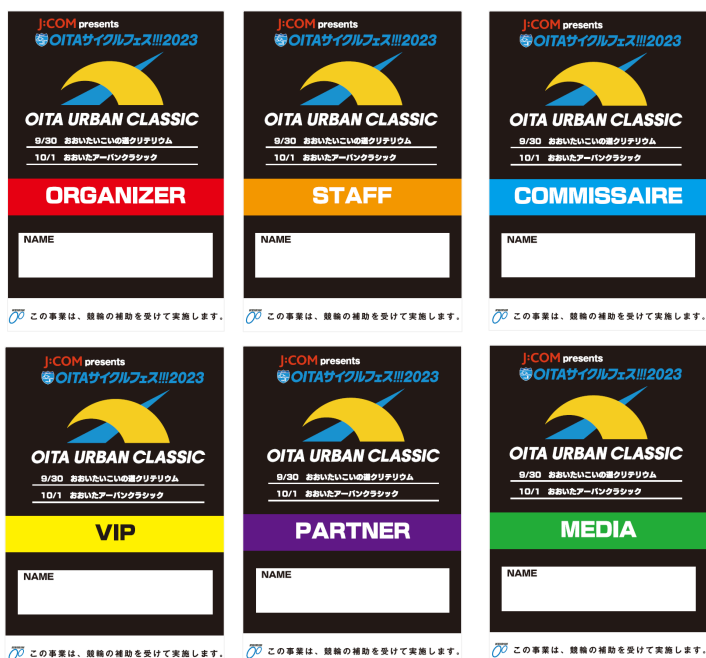 J:COM presents
OITAサイクルフェス!!!2023
OITA URBAN CLASSIC
9/30 おおいたいこいの道クリテリウム
10/1 おおいたアーバンクラシック
ORGANIZER
NAME
この事業は、競輪の補助を受けて実施します。
J:COM presents
OITAサイクルフェス!!!2023
OITA URBAN CLASSIC
9/30 おおいたいこいの道クリテリウム
10/1 おおいたアーバンクラシック
STAFF
NAME
この事業は、競輪の補助を受けて実施します。
J:COM presents
OITAサイクルフェス!!!2023
OITA URBAN CLASSIC
9/30 おおいたいこいの道クリテリウム
10/1 おおいたアーバンクラシック
COMMISSAIRE
NAME
この事業は、競輪の補助を受けて実施します。
J:COM presents
OITAサイクルフェス!!!2023
OITA URBAN CLASSIC
9/30 おおいたいこいの道クリテリウム
10/1 おおいたアーバンクラシック
VIP
NAME
この事業は、競輪の補助を受けて実施します。
J:COM presents
OITAサイクルフェス!!!2023
OITA URBAN CLASSIC
9/30 おおいたいこいの道クリテリウム
10/1 おおいたアーバンクラシック
PARTNER
NAME
この事業は、競輪の補助を受けて実施します。
J:COM presents
OITAサイクルフェス!!!2023
OITA URBAN CLASSIC
9/30 おおいたいこいの道クリテリウム
10/1 おおいたアーバンクラシック
MEDIA
NAME
この事業は、競輪の補助を受けて実施します。